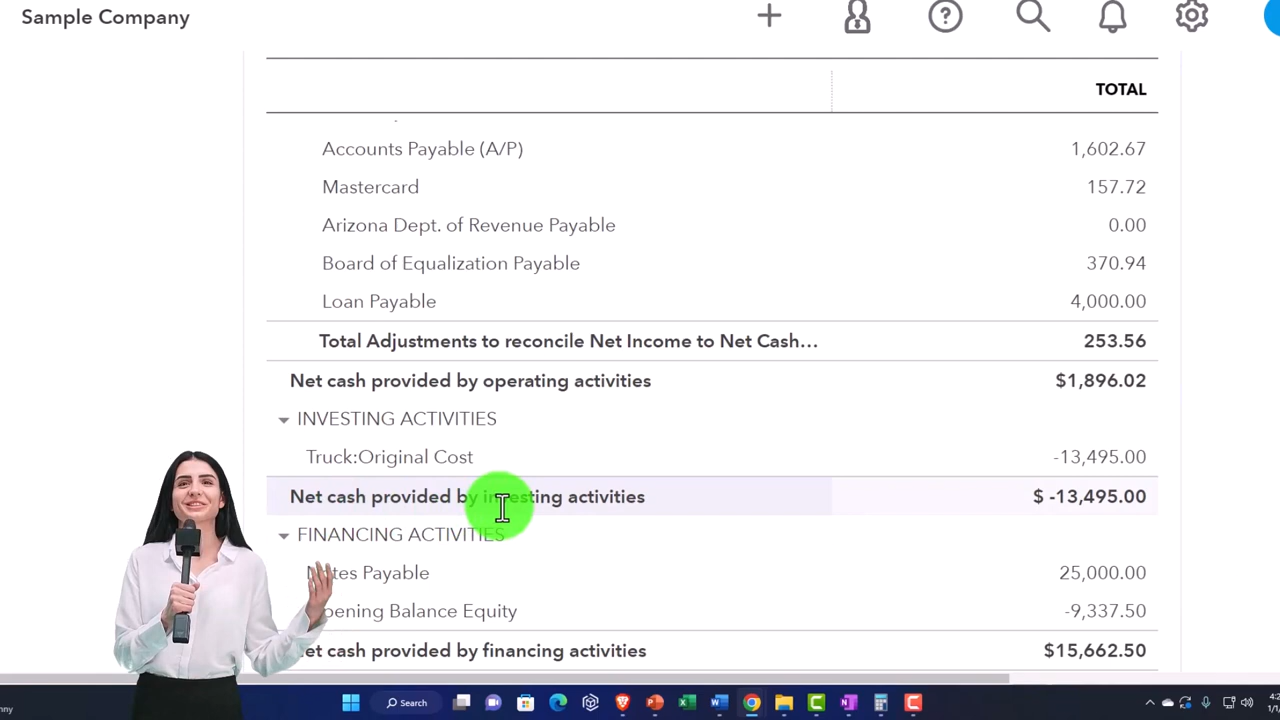 Sample Company
TOTAL
Accounts Payable (A/P) 1,602.67
Mastercard 157.72
Arizona Dept. of Revenue Payable 0.00
Board of Equalization Payable 370.94
Loan Payable 4,000.00
Total Adjustments to reconcile Net Income to Net Cash... 253.56
Net cash provided by operating activities $1,896.02
INVESTING ACTIVITIES
Truck:Original Cost -13,495.00
Net cash provided by investing activities $ -13,495.00
FINANCING ACTIVITIES
Notes Payable 25,000.00
Opening Balance Equity -9,337.50
Net cash provided by financing activities $15,662.50
Search